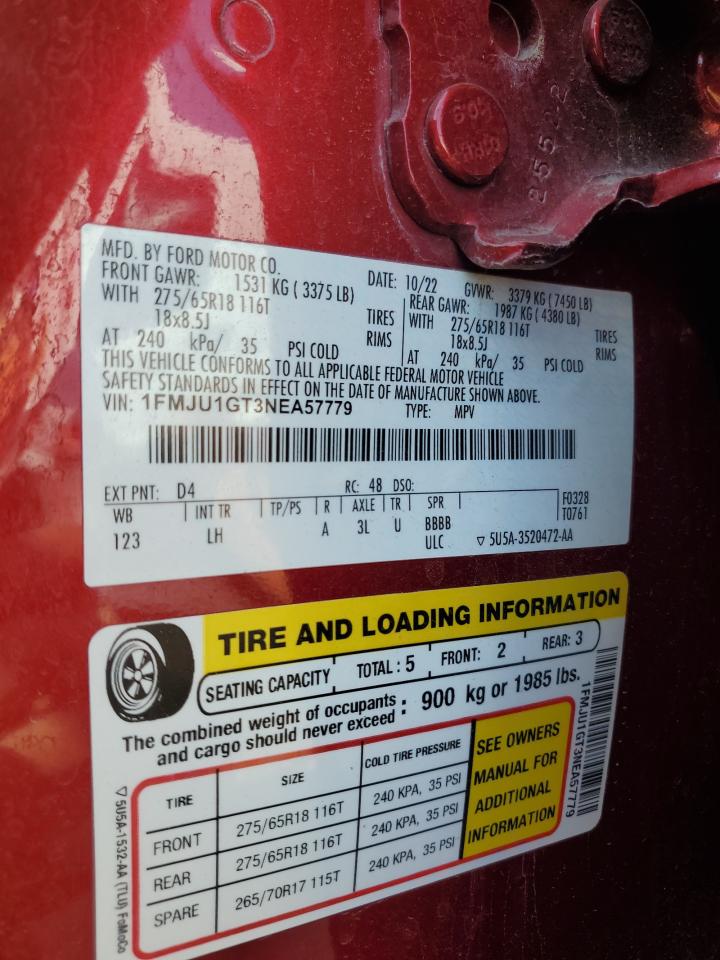 25522
MFD. BY FORD MOTOR CO.
DATE: 10/22 GVWR: 3379 KG ( 7450 LB)
FRONT GAWR: 1531 KG ( 3375 LB)
REAR GAWR: 1987 KG ( 4380 LB)
WITH 275/65R18 116T TIRES
WITH 275/65R18 116T TIRES
18x8.5J RIMS
18x8.5J RIMS
AT 240 kPa/ 35 PSI COLD
AT 240 kPa/ 35 PSI COLD
THIS VEHICLE CONFORMS TO ALL APPLICABLE FEDERAL MOTOR VEHICLE
SAFETY STANDARDS IN EFFECT ON THE DATE OF MANUFACTURE SHOWN ABOVE.
VIN: 1FMJU1GT3NEA57779 TYPE: MPV
EXT PNT: D4 RC: 48 DSO:
WB | INT TR | TP/PS | R | AXLE | TR | SPR F0328
123 LH A 3L U BBBB T0761
ULC ▽ 5U5A-3520472-AA
TIRE AND LOADING INFORMATION
SEATING CAPACITY TOTAL : 5 FRONT: 2 REAR: 3
The combined weight of occupants
and cargo should never exceed : 900 kg or 1985 lbs.
TIRE SIZE COLD TIRE PRESSURE
FRONT 275/65R18 116T 240 KPA, 35 PSI
REAR 275/65R18 116T 240 KPA, 35 PSI
SPARE 265/70R17 115T 240 KPA, 35 PSI
SEE OWNERS
MANUAL FOR
ADDITIONAL
INFORMATION
1FMJU1GT3NEA57779
▽ 5U5A-1532-AA (TLU) FoMoCo